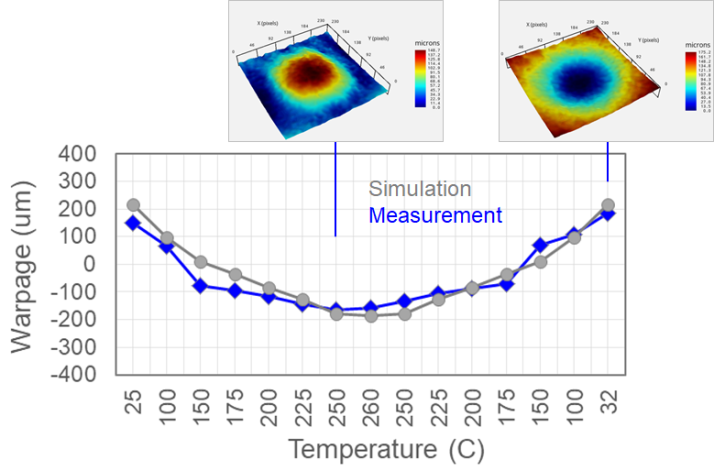 X (pixels)
Y (pixels)
microns
X (pixels)
Y (pixels)
microns
400
300
200
100
0
-100
-200
-300
-400
Warpage (um)
Simulation
Measurement
25 100 150 175 200 225 250 260 250 225 200 175 150 100 32
Temperature (C)